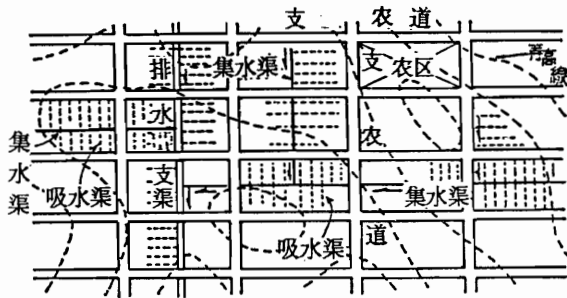 支 农 道
排 集水渠 支 农区 等高線
水 农
集水渠
吸水渠 支渠 集水渠
吸水渠 道